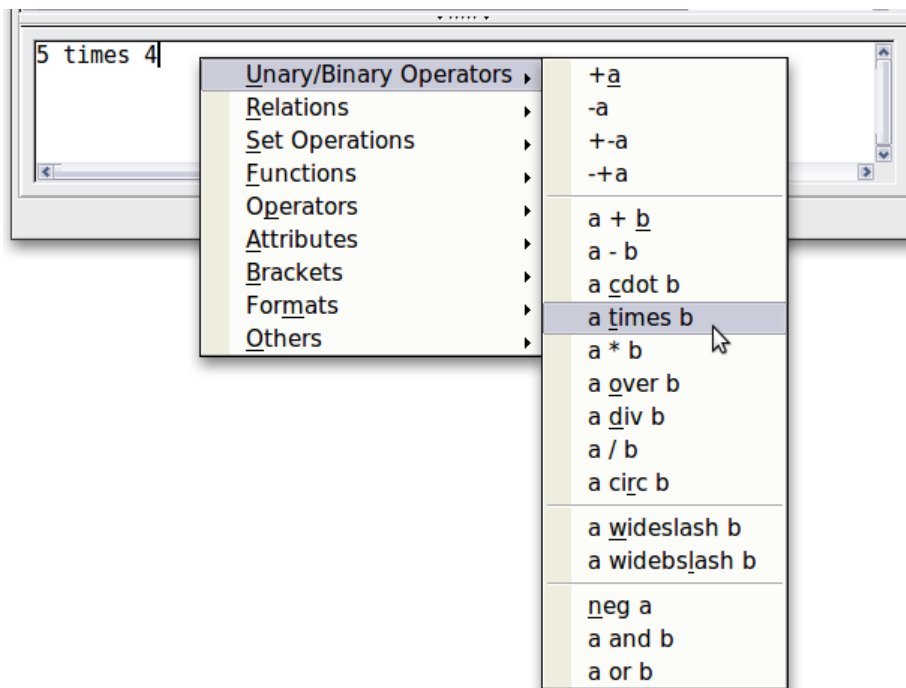 5 times 4
Unary/Binary Operators
Relations
Set Operations
Functions
Operators
Attributes
Brackets
Formats
Others
+a
-a
+-a
-+a
a + b
a - b
a cdot b
a times b
a * b
a over b
a div b
a / b
a circ b
a wideslash b
a widebslash b
neg a
a and b
a or b